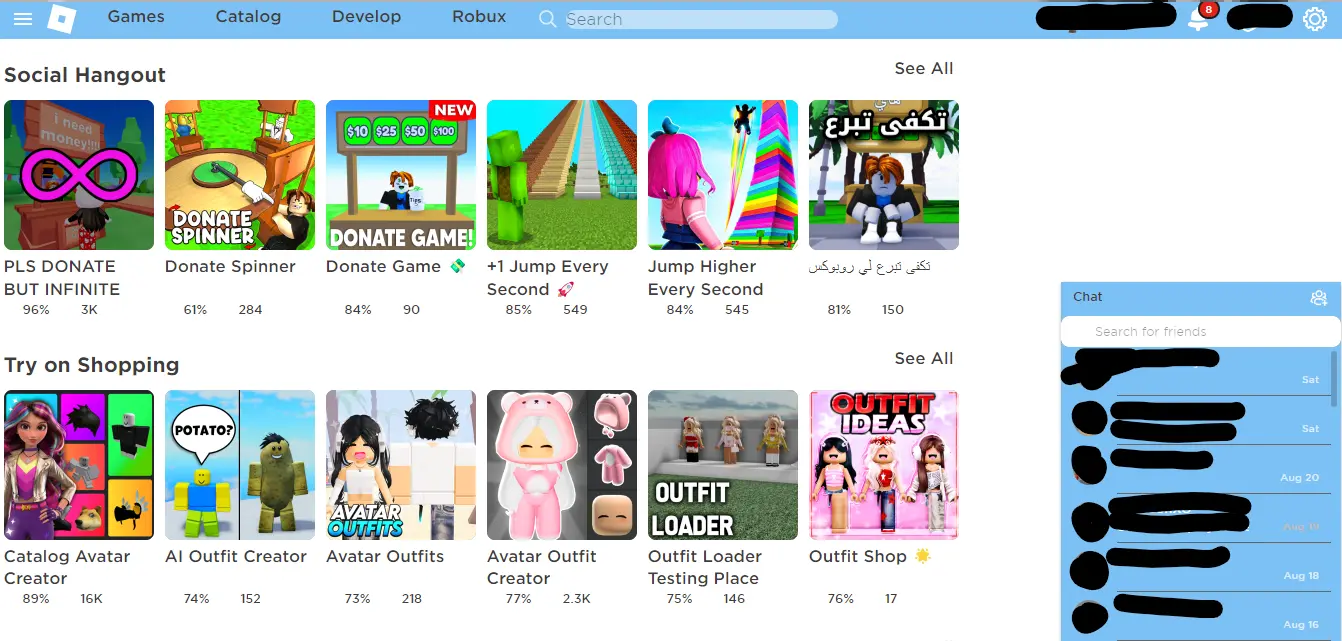 Games Catalog Develop Robux Search 8
Social Hangout See All
i need
money!!!
DONATE
SPINNER
NEW
$10 $25 $50 $100
TIPS
DONATE GAME!
هاي
تكفى تبرع
PLS DONATE
BUT INFINITE
96% 3K
Donate Spinner
61% 284
Donate Game 💸
84% 90
+1 Jump Every
Second 🚀
85% 549
Jump Higher
Every Second
84% 545
تكفى تبرع لي روبوكس
81% 150
Try on Shopping See All
POTATO?
AVATAR
OUTFITS
OUTFIT
LOADER
OUTFIT
IDEAS
Catalog Avatar
Creator
89% 16K
AI Outfit Creator
74% 152
Avatar Outfits
73% 218
Avatar Outfit
Creator
77% 2.3K
Outfit Loader
Testing Place
75% 146
Outfit Shop 🌟
76% 17
Chat
Search for friends
Sat
Sat
Aug 20
Aug 18
Aug 16